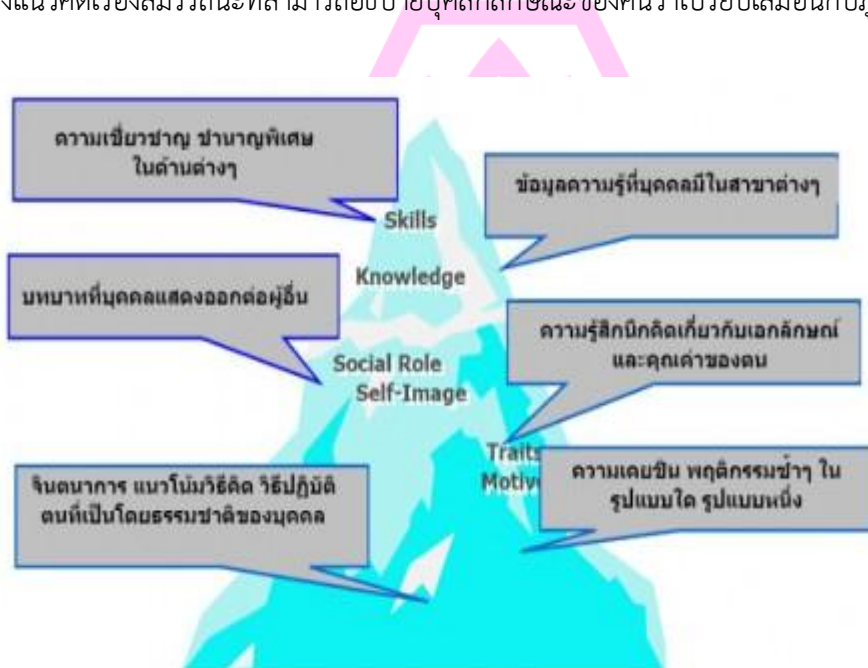 ความเชี่ยวชาญ ชำนาญพิเศษ
ในด้านต่างๆ
ข้อมูลความรู้ที่บุคคลมีในสาขาต่างๆ
Skills
Knowledge
บทบาทที่บุคคลแสดงออกต่อผู้อื่น
ความรู้สึกนึกคิดเกี่ยวกับเอกลักษณ์
และคุณค่าของตน
Social Role
Self-Image
Traits
จินตนาการ แนวโน้มวิธีคิด วิธีปฏิบัติ
ตนที่เป็นโดยธรรมชาติของบุคคล
ความเคยชิน พฤติกรรมซ้ำๆ ใน
รูปแบบใด รูปแบบหนึ่ง